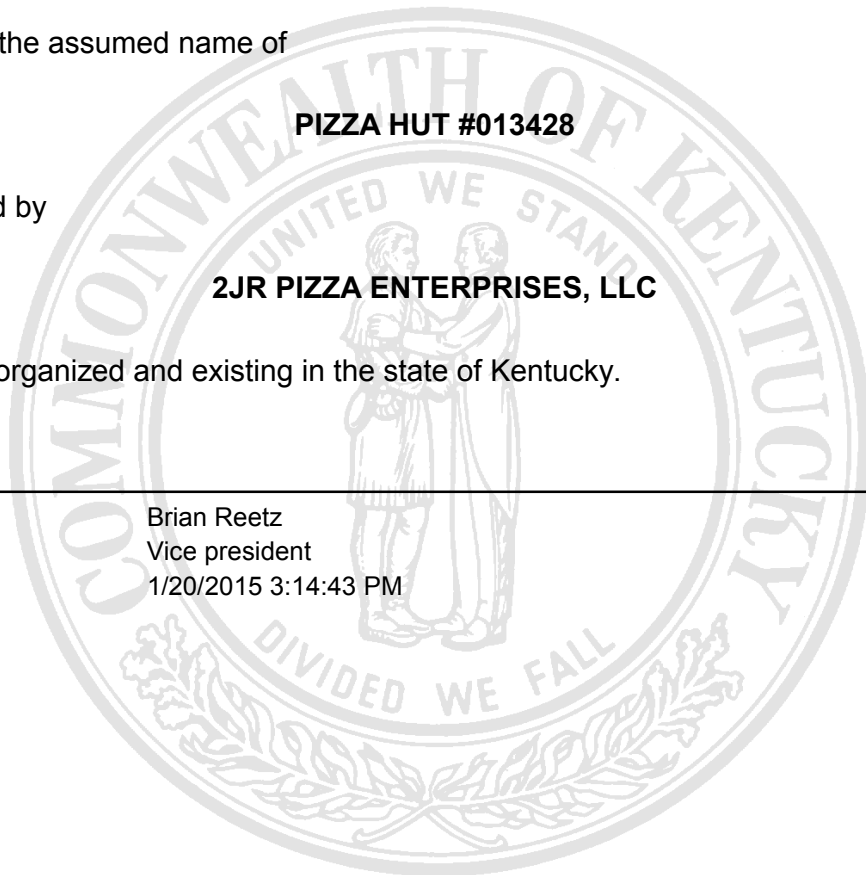 the assumed name of
PIZZA HUT #013428
d by
2JR PIZZA ENTERPRISES, LLC
organized and existing in the state of Kentucky.
Brian Reetz
Vice president
1/20/2015 3:14:43 PM
COMMONWEALTH OF KENTUCKY
UNITED WE STAND
DIVIDED WE FALL